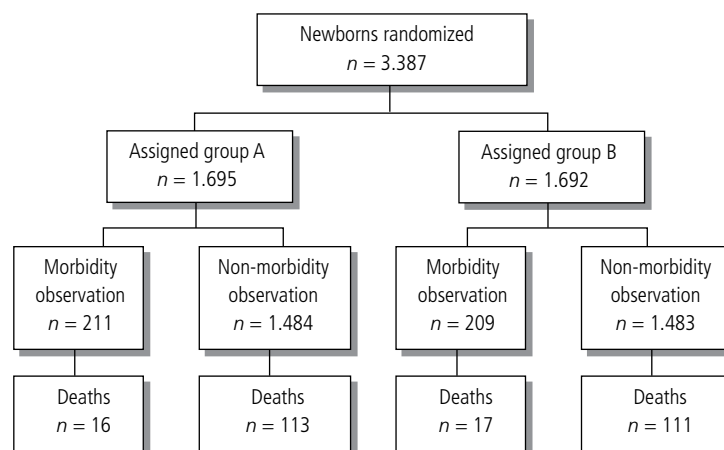 Newborns randomized
n = 3.387
Assigned group A
n = 1.695
Assigned group B
n = 1.692
Morbidity
observation
n = 211
Non-morbidity
observation
n = 1.484
Morbidity
observation
n = 209
Non-morbidity
observation
n = 1.483
Deaths
n = 16
Deaths
n = 113
Deaths
n = 17
Deaths
n = 111